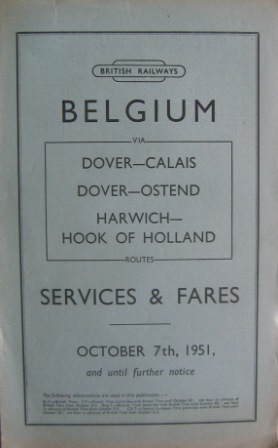 BRITISH RAILWAYS
BELGIUM
VIA
DOVER—CALAIS
DOVER—OSTEND
HARWICH—
HOOK OF HOLLAND
ROUTES
SERVICES & FARES
OCTOBER 7th, 1951,
and until further notice
The following abbreviations are used in this publication:—